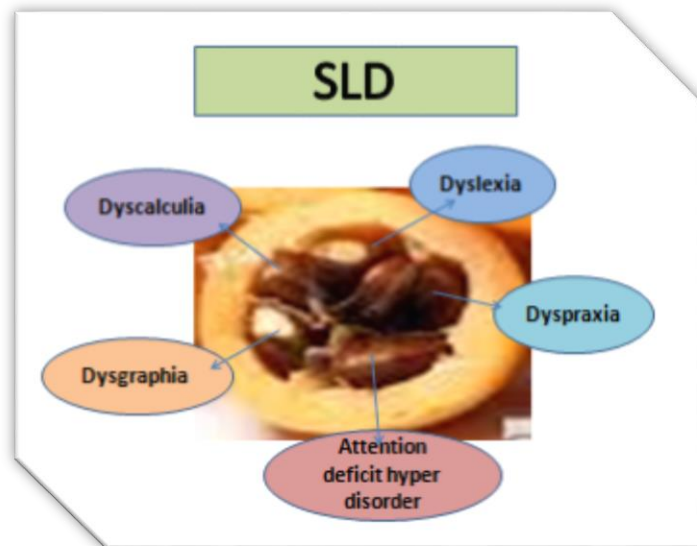 SLD
Dyslexia
Dyscalculia
Dyspraxia
Dysgraphia
Attention
deficit hyper
disorder